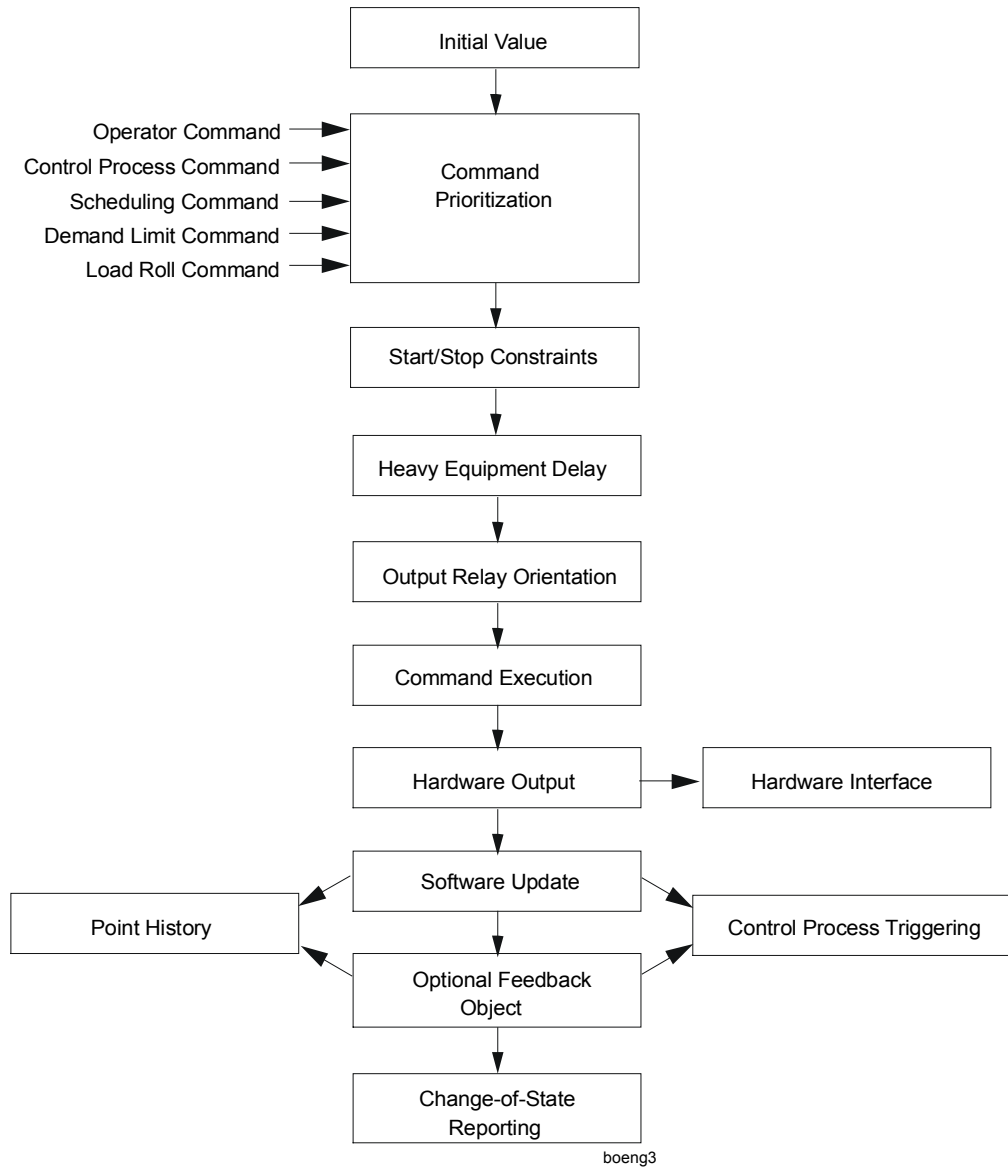 Initial Value
Operator Command
Control Process Command
Scheduling Command
Demand Limit Command
Load Roll Command
Command
Prioritization
Start/Stop Constraints
Heavy Equipment Delay
Output Relay Orientation
Command Execution
Hardware Output
Hardware Interface
Software Update
Point History
Control Process Triggering
Optional Feedback
Object
Change-of-State
Reporting
boeng3